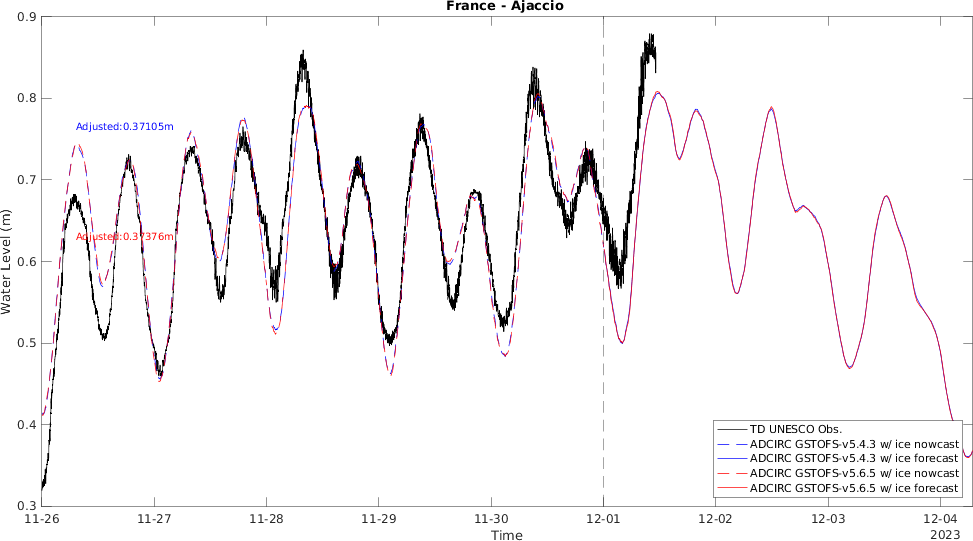 France - Ajaccio
0.9
0.8
0.7
0.6
0.5
0.4
0.3
Water Level (m)
Adjusted:0.37105m
Adjusted:0.37376m
TD UNESCO Obs.
ADCIRC GSTOFS-v5.4.3 w/ ice nowcast
ADCIRC GSTOFS-v5.4.3 w/ ice forecast
ADCIRC GSTOFS-v5.6.5 w/ ice nowcast
ADCIRC GSTOFS-v5.6.5 w/ ice forecast
11-26 11-27 11-28 11-29 11-30 12-01 12-02 12-03 12-04
Time
2023